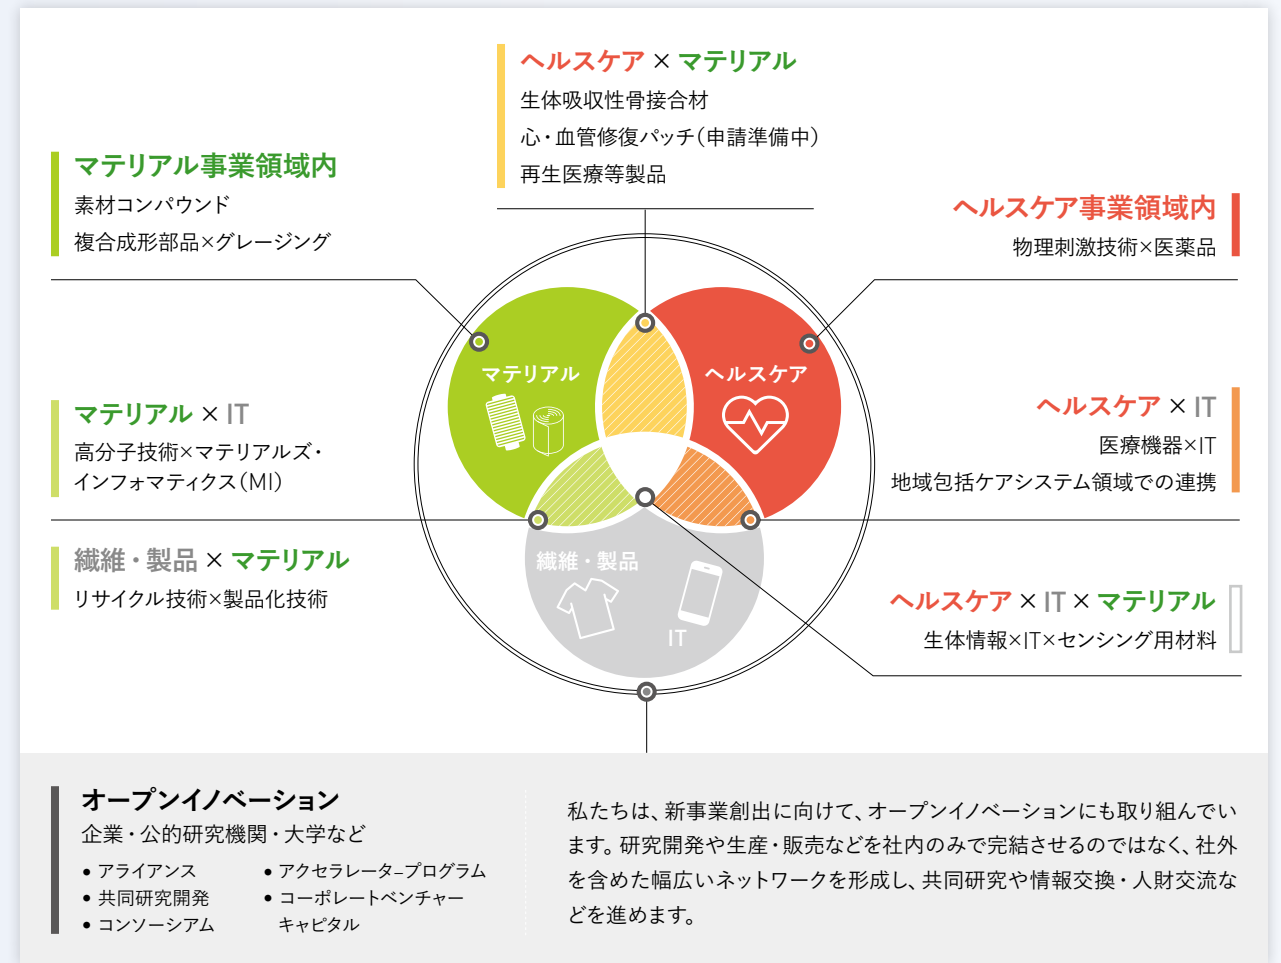 ヘルスケア × マテリアル
生体吸収性骨接合材
心・血管修復パッチ(申請準備中)
再生医療等製品
マテリアル事業領域内
素材コンパウンド
複合成形部品×グレージング
ヘルスケア事業領域内
物理刺激技術×医薬品
マテリアル
ヘルスケア
マテリアル × IT
高分子技術×マテリアルズ・
インフォマティクス(MI)
ヘルスケア × IT
医療機器×IT
地域包括ケアシステム領域での連携
繊維・製品 × マテリアル
リサイクル技術×製品化技術
繊維・製品
IT
ヘルスケア × IT × マテリアル
生体情報×IT×センシング用材料
オープンイノベーション
企業・公的研究機関・大学など
• アライアンス
• 共同研究開発
• コンソーシアム
• アクセラレーター−プログラム
• コーポレートベンチャー
キャピタル
私たちは、新事業創出に向けて、オープンイノベーションにも取り組んでい
ます。研究開発や生産・販売などを社内のみで完結させるのではなく、社外
を含めた幅広いネットワークを形成し、共同研究や情報交換・人財交流な
どを進めます。